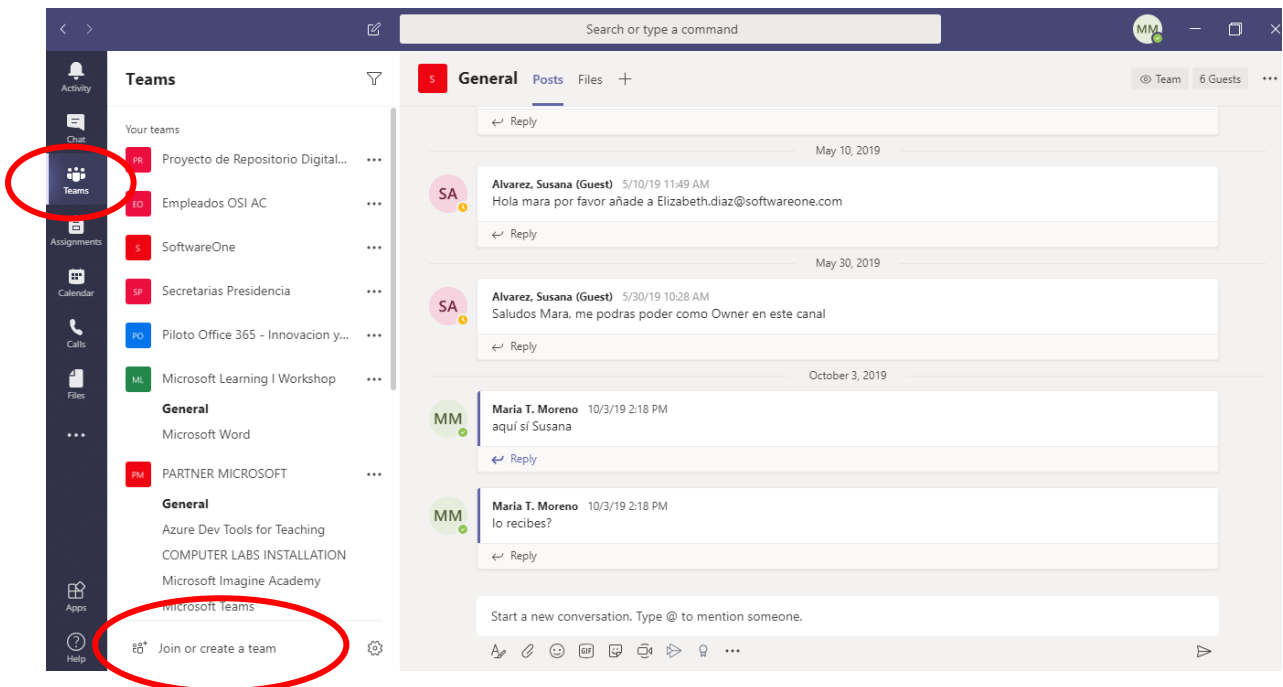 Search or type a command
MM
Activity
Chat
Teams
Assignments
Calendar
Calls
Files
Apps
Help
Teams
Your teams
PR Proyecto de Repositorio Digital... •••
EO Empleados OSI AC •••
S SoftwareOne •••
SP Secretarias Presidencia •••
PO Piloto Office 365 - Innovacion y... •••
ML Microsoft Learning I Workshop •••
General
Microsoft Word
PM PARTNER MICROSOFT •••
General
Azure Dev Tools for Teaching
COMPUTER LABS INSTALLATION
Microsoft Imagine Academy
Microsoft Teams
Join or create a team
S General Posts Files +
Team 6 Guests •••
Reply
May 10, 2019
SA
Alvarez, Susana (Guest) 5/10/19 11:49 AM
Hola mara por favor añade a Elizabeth.diaz@softwareone.com
Reply
May 30, 2019
SA
Alvarez, Susana (Guest) 5/30/19 10:28 AM
Saludos Mara, me podras poder como Owner en este canal
Reply
October 3, 2019
MM
Maria T. Moreno 10/3/19 2:18 PM
aquí sí Susana
Reply
MM
Maria T. Moreno 10/3/19 2:18 PM
lo recibes?
Reply
Start a new conversation. Type @ to mention someone.
GIF